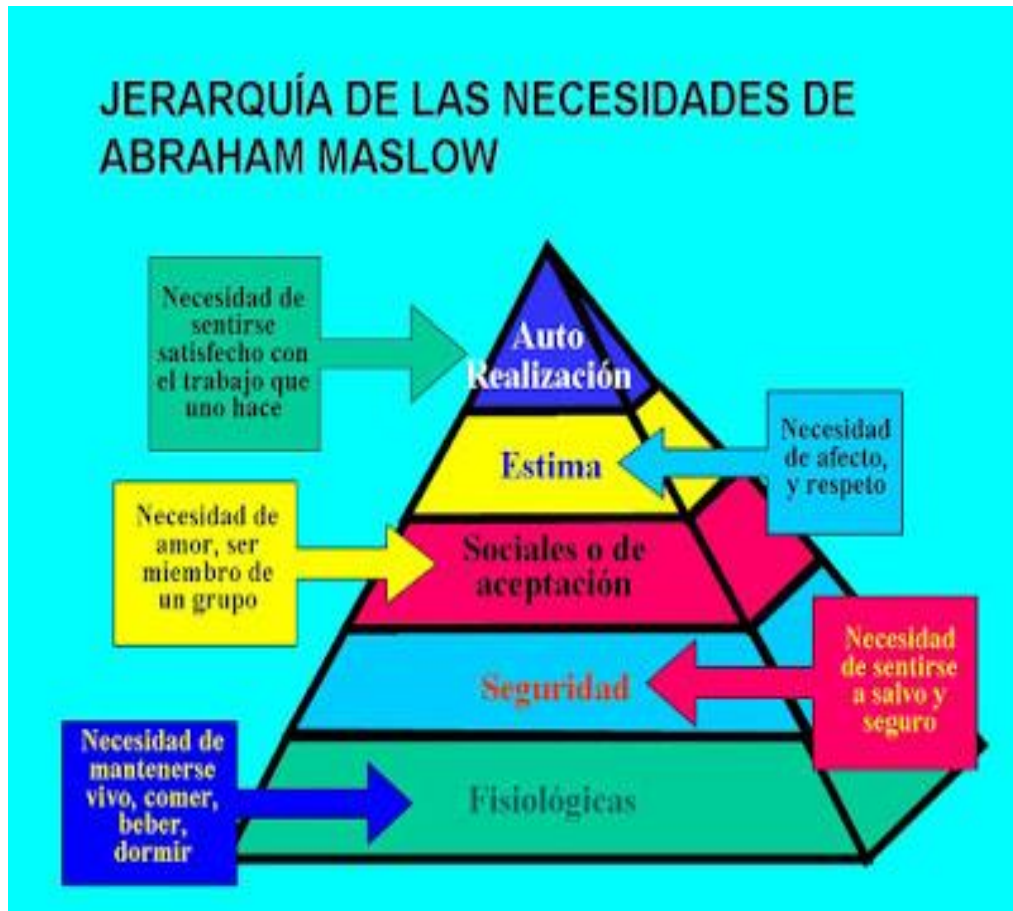 JERARQUÍA DE LAS NECESIDADES DE
ABRAHAM MASLOW
Necesidad de
sentirse
satisfecho con
el trabajo que
uno hace
Auto
Realización
Necesidad
de afecto,
y respeto
Estima
Necesidad de
amor, ser
miembro de
un grupo
Sociales o de
aceptación
Necesidad
de sentirse
a salvo y
seguro
Seguridad
Necesidad de
mantenerse
vivo, comer,
beber,
dormir
Fisiológicas